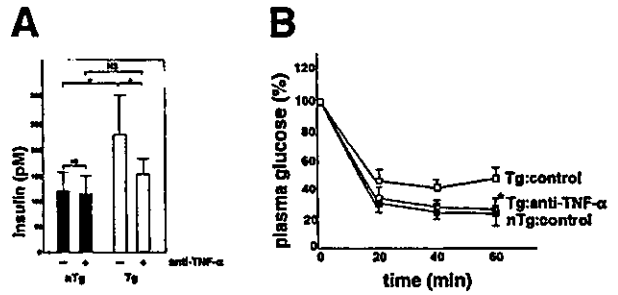 A
B
NS
*
*
NS
Insulin (pM)
- + - + anti-TNF-α
nTg Tg
plasma glucose (%)
120
100
80
60
40
20
0
Tg:control
*
Tg:anti-TNF-α
nTg:control
0 20 40 60
time (min)